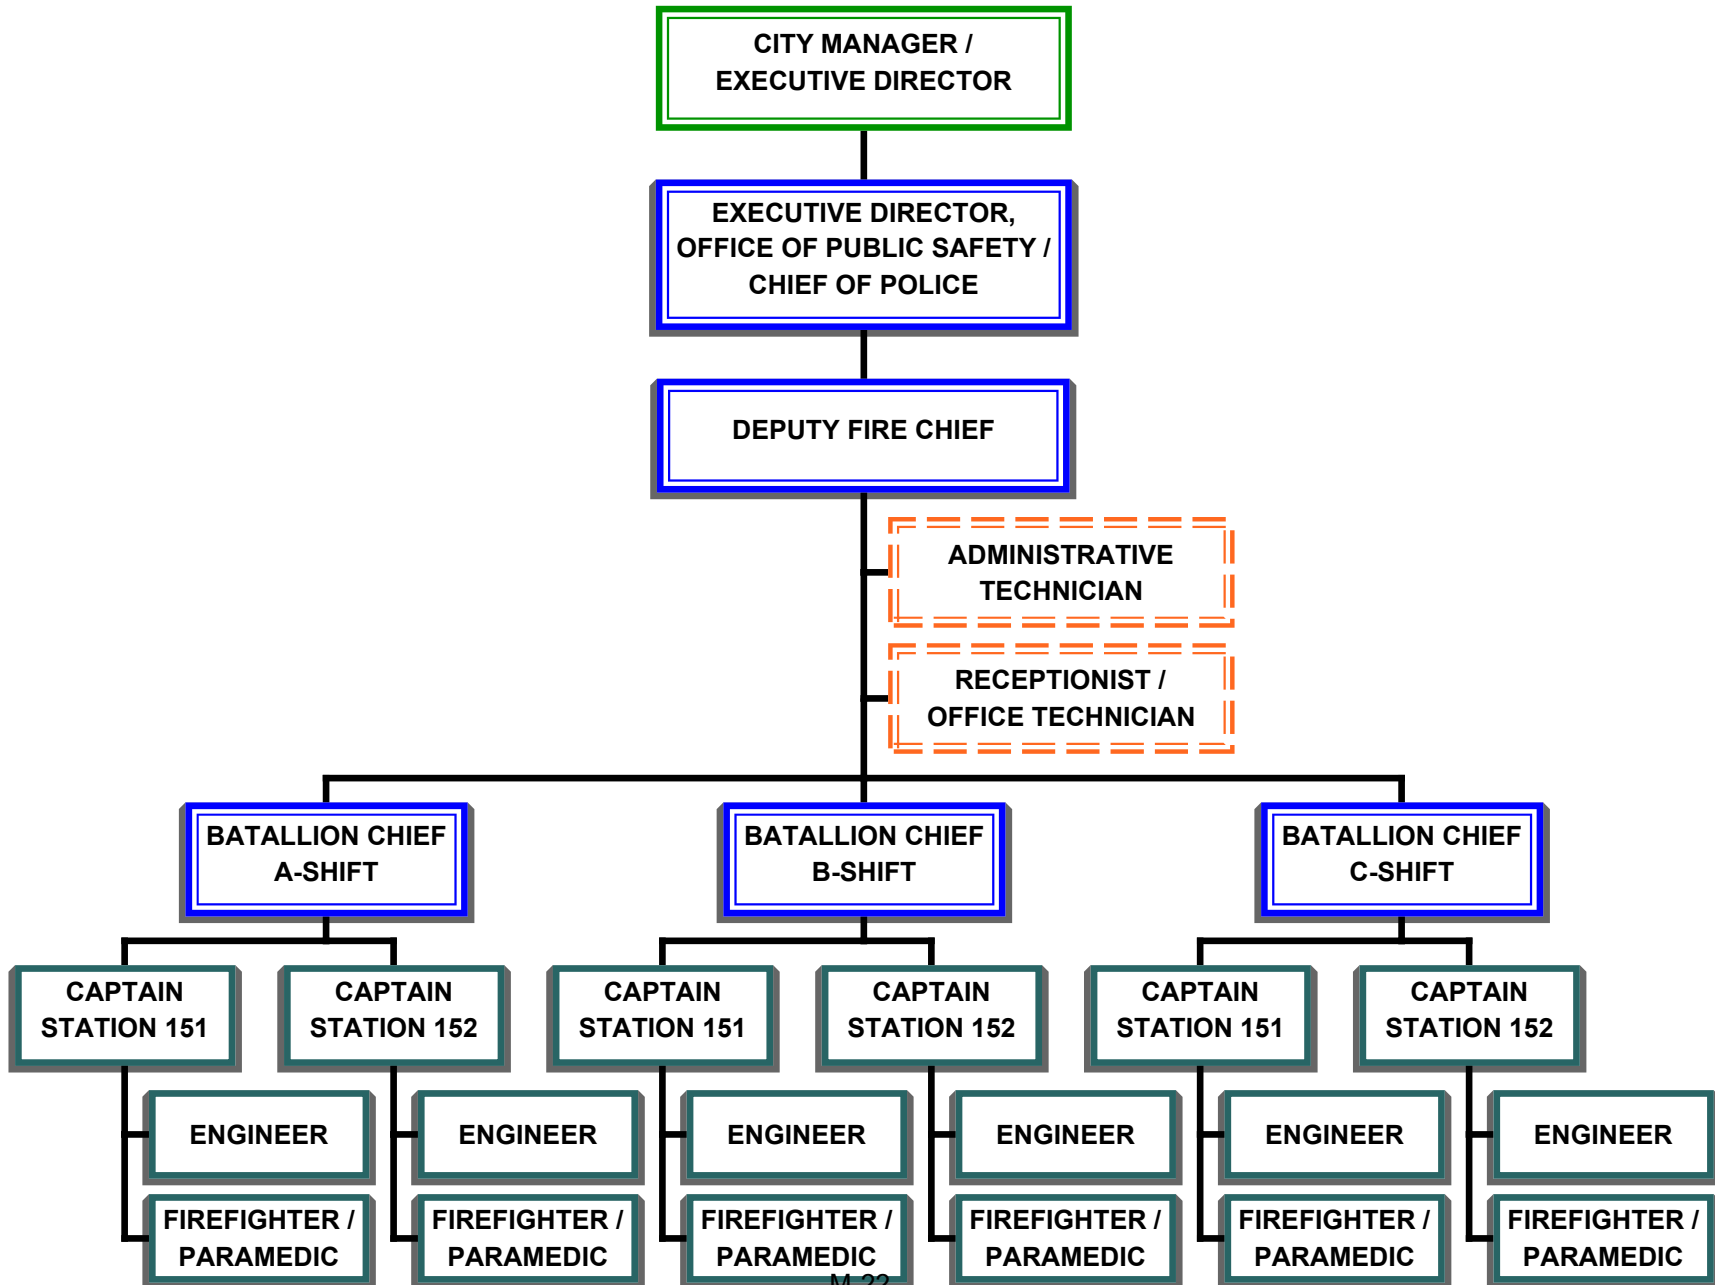 CITY MANAGER /
EXECUTIVE DIRECTOR
EXECUTIVE DIRECTOR,
OFFICE OF PUBLIC SAFETY /
CHIEF OF POLICE
DEPUTY FIRE CHIEF
ADMINISTRATIVE
TECHNICIAN
RECEPTIONIST /
OFFICE TECHNICIAN
BATALLION CHIEF
A-SHIFT
BATALLION CHIEF
B-SHIFT
BATALLION CHIEF
C-SHIFT
CAPTAIN
STATION 151
CAPTAIN
STATION 152
CAPTAIN
STATION 151
CAPTAIN
STATION 152
CAPTAIN
STATION 151
CAPTAIN
STATION 152
ENGINEER
ENGINEER
ENGINEER
ENGINEER
ENGINEER
ENGINEER
FIREFIGHTER /
PARAMEDIC
FIREFIGHTER /
PARAMEDIC
FIREFIGHTER /
PARAMEDIC
FIREFIGHTER /
PARAMEDIC
FIREFIGHTER /
PARAMEDIC
FIREFIGHTER /
PARAMEDIC
M-22